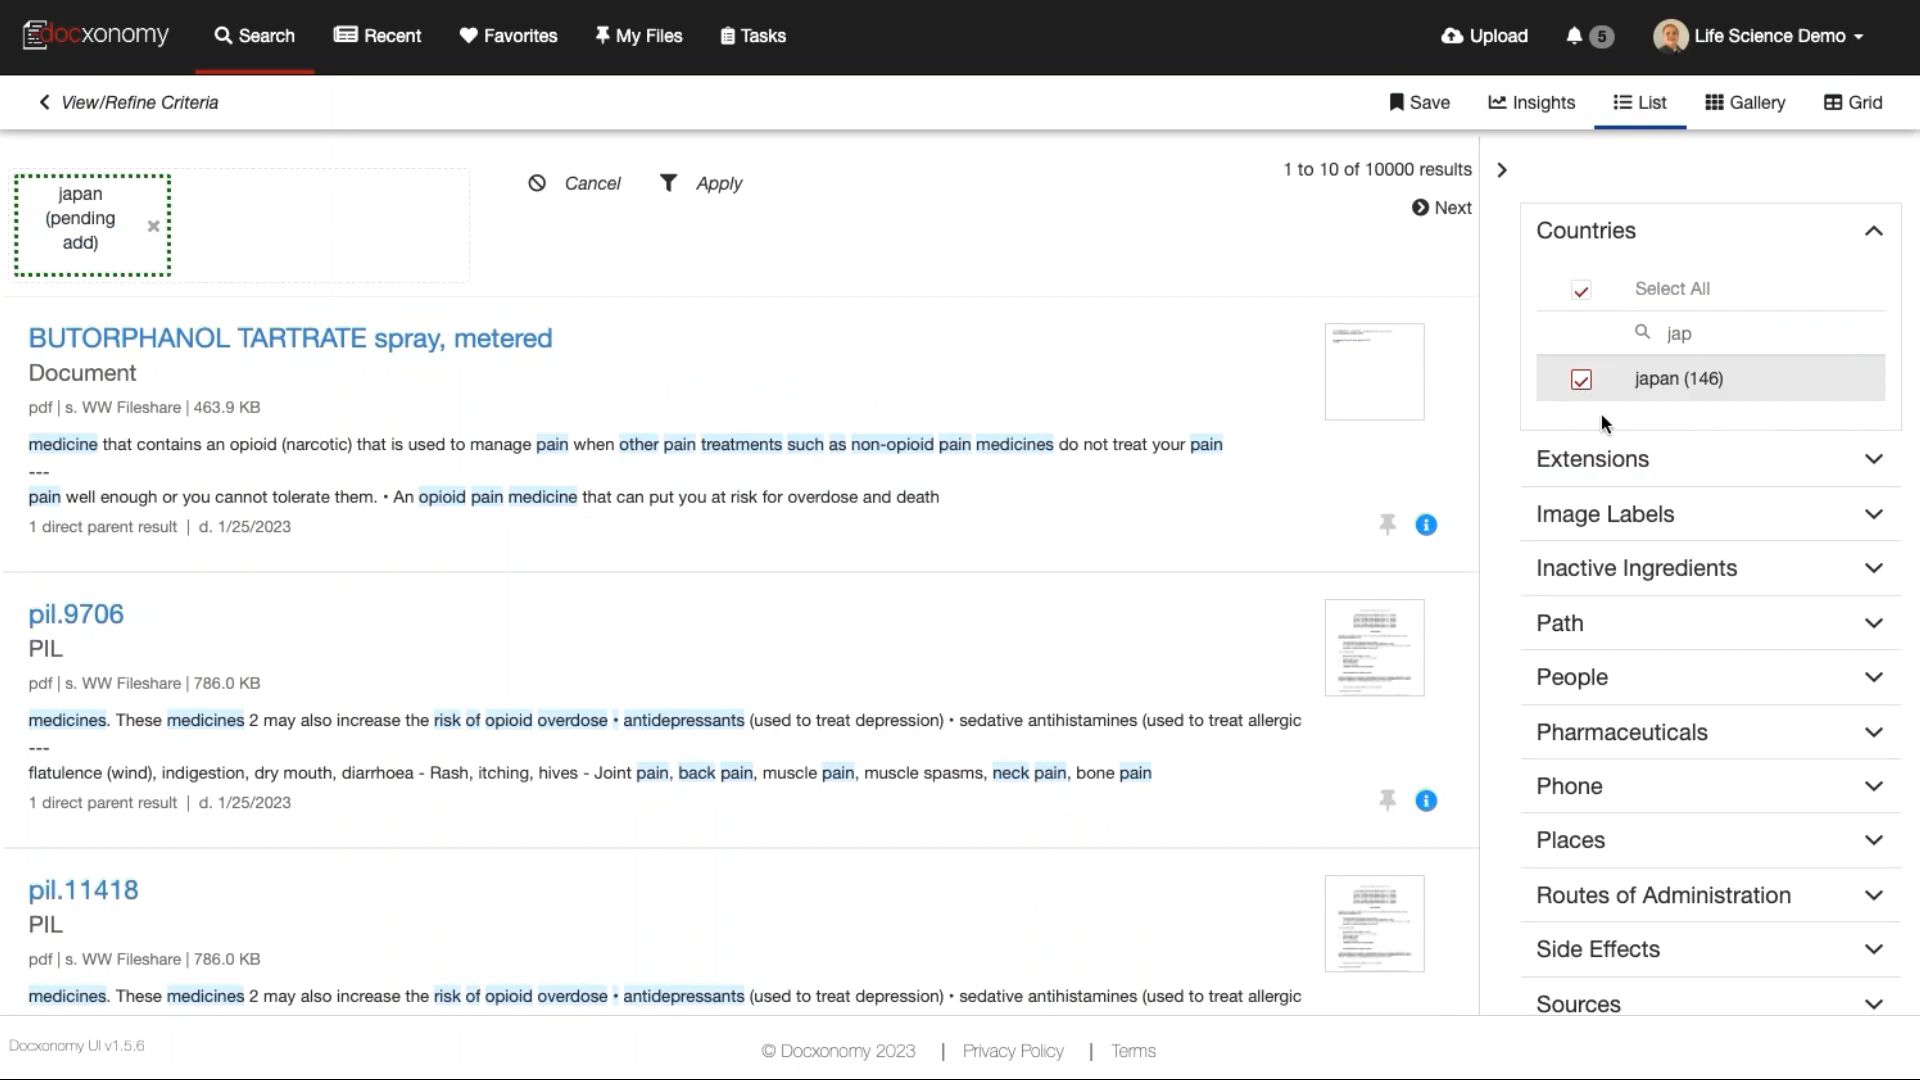 docxonomy
Search
Recent
Favorites
My Files
Tasks
Upload
5
Life Science Demo
View/Refine Criteria
Save
Insights
List
Gallery
Grid
japan
(pending
add)
Cancel
Apply
1 to 10 of 10000 results
Next
BUTORPHANOL TARTRATE spray, metered
Document
pdf | s. WW Fileshare | 463.9 KB
medicine that contains an opioid (narcotic) that is used to manage pain when other pain treatments such as non-opioid pain medicines do not treat your pain
---
pain well enough or you cannot tolerate them. • An opioid pain medicine that can put you at risk for overdose and death
1 direct parent result | d. 1/25/2023
pil.9706
PIL
pdf | s. WW Fileshare | 786.0 KB
medicines. These medicines 2 may also increase the risk of opioid overdose • antidepressants (used to treat depression) • sedative antihistamines (used to treat allergic
---
flatulence (wind), indigestion, dry mouth, diarrhoea - Rash, itching, hives - Joint pain, back pain, muscle pain, muscle spasms, neck pain, bone pain
1 direct parent result | d. 1/25/2023
pil.11418
PIL
pdf | s. WW Fileshare | 786.0 KB
medicines. These medicines 2 may also increase the risk of opioid overdose • antidepressants (used to treat depression) • sedative antihistamines (used to treat allergic
Countries
Select All
jap
japan (146)
Extensions
Image Labels
Inactive Ingredients
Path
People
Pharmaceuticals
Phone
Places
Routes of Administration
Side Effects
Sources
Docxonomy UI v1.5.6
© Docxonomy 2023 | Privacy Policy | Terms